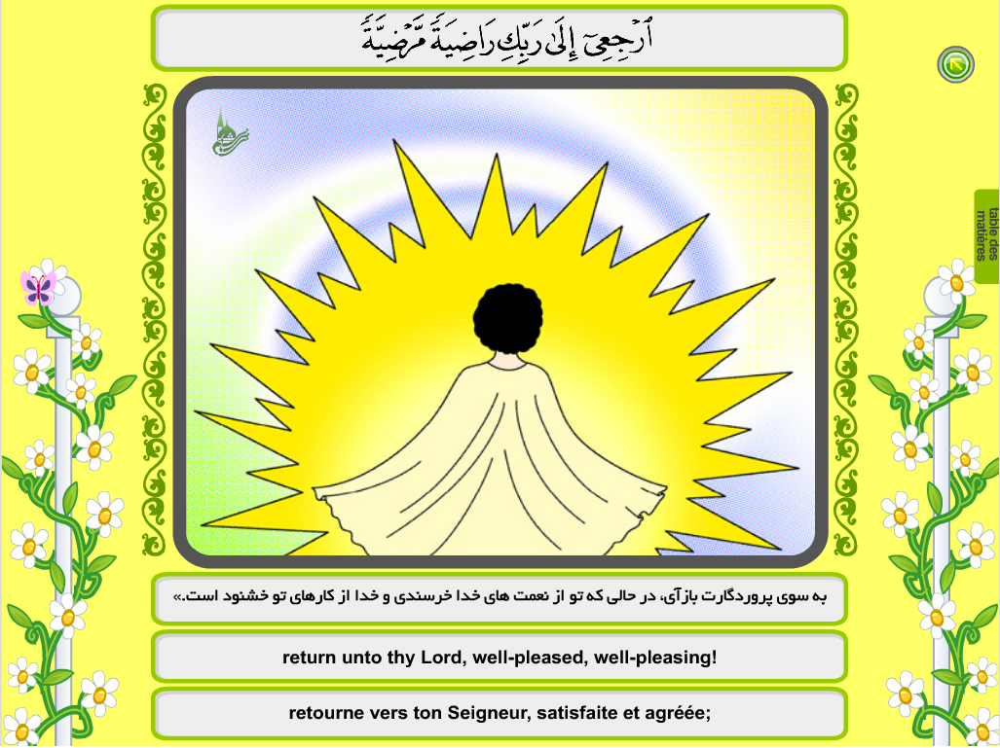 ٱرْجِعِىٓ إِلَىٰ رَبِّكِ رَاضِيَةً مَّرْضِيَّةً
table des
matières
به سوی پروردگارت بازآی، در حالی که تو از نعمت های خدا خرسندی و خدا از کارهای تو خشنود است.»
return unto thy Lord, well-pleased, well-pleasing!
retourne vers ton Seigneur, satisfaite et agréée;